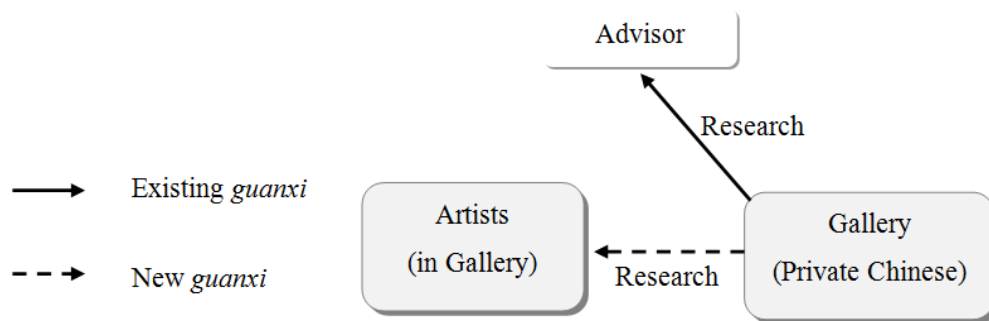 Advisor
Research
Existing guanxi
New guanxi
Artists
(in Gallery)
Research
Gallery
(Private Chinese)